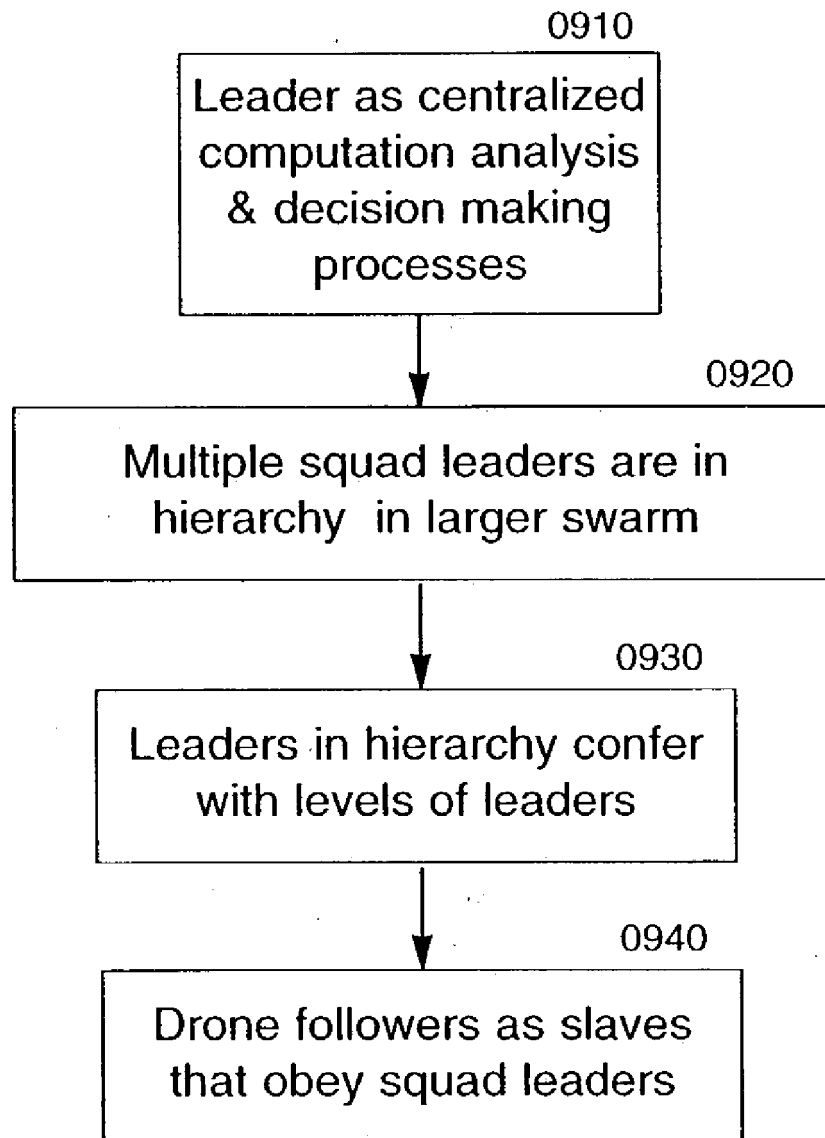 0910
Leader as centralized
computation analysis
& decision making
processes
0920
Multiple squad leaders are in
hierarchy in larger swarm
0930
Leaders in hierarchy confer
with levels of leaders
0940
Drone followers as slaves
that obey squad leaders